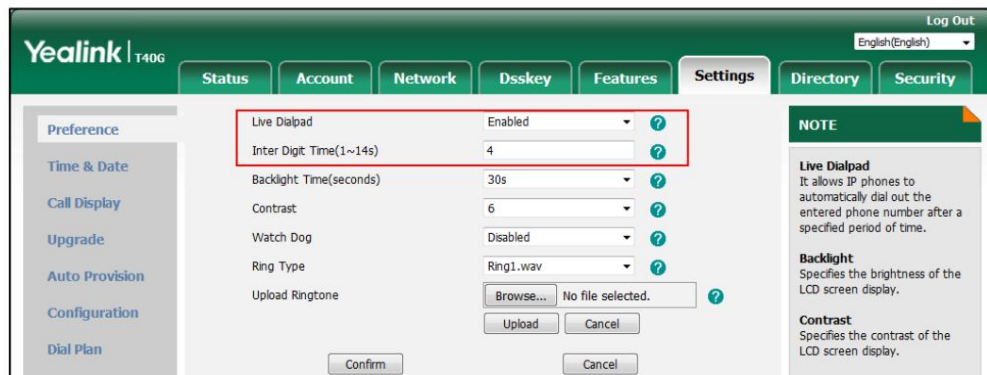 Log Out
Yealink | T40G
English(English)
Status Account Network Dsskey Features Settings Directory Security
Preference
Time & Date
Call Display
Upgrade
Auto Provision
Configuration
Dial Plan
Live Dialpad Enabled
Inter Digit Time(1~14s) 4
Backlight Time(seconds) 30s
Contrast 6
Watch Dog Disabled
Ring Type Ring1.wav
Upload Ringtone Browse... No file selected.
Upload Cancel
Confirm Cancel
NOTE
Live Dialpad
It allows IP phones to
automatically dial out the
entered phone number after a
specified period of time.
Backlight
Specifies the brightness of the
LCD screen display.
Contrast
Specifies the contrast of the
LCD screen display.